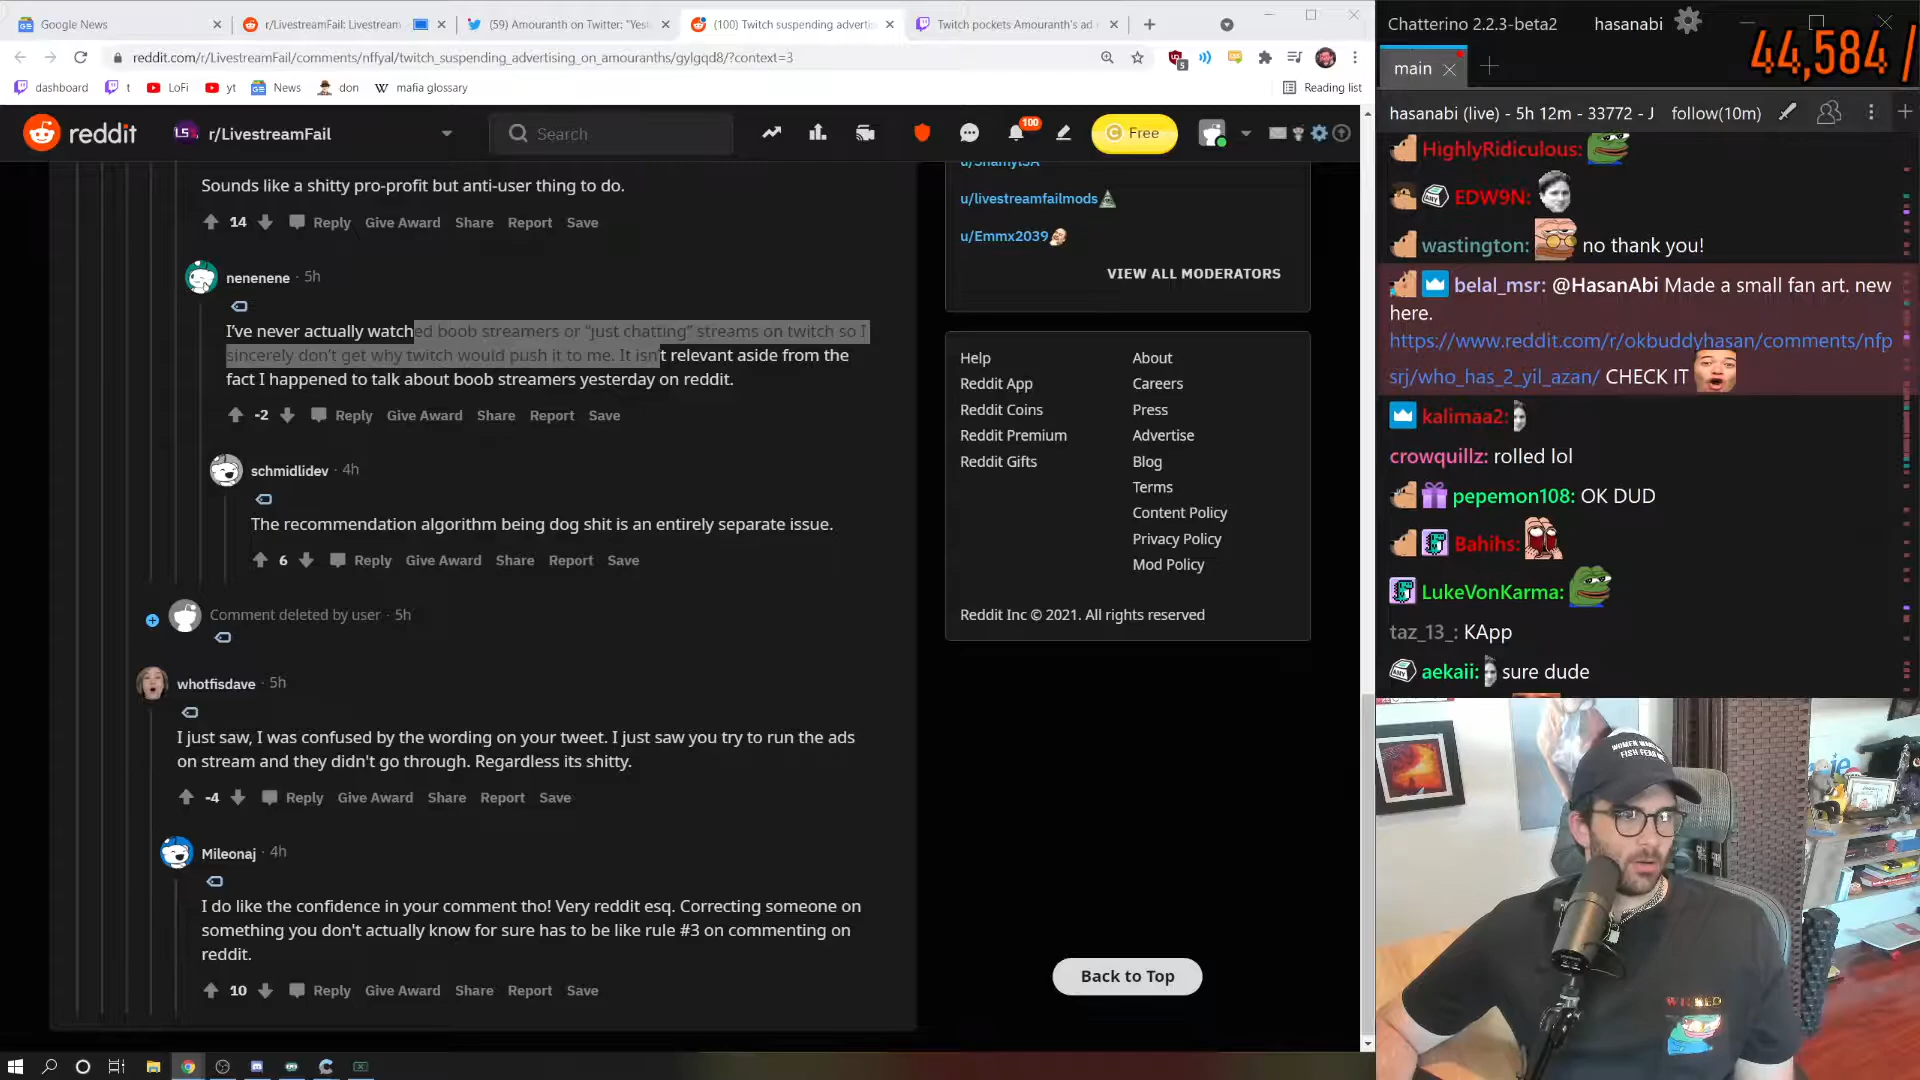 Google News
r/LivestreamFail: Livestream
(59) Amouranth on Twitter: "Yest
(100) Twitch suspending advertis
Twitch pockets Amouranth's ad
reddit.com/r/LivestreamFail/comments/nffyal/twitch_suspending_advertising_on_amouranths/gylgqd8/?context=3
dashboard
t
LoFi
yt
News
don
mafia glossary
Reading list
reddit
r/LivestreamFail
Search
100
Free
Sounds like a shitty pro-profit but anti-user thing to do.
14 Reply Give Award Share Report Save
nenenene · 5h
I've never actually watched boob streamers or "just chatting" streams on twitch so I
sincerely don't get why twitch would push it to me. It isn't relevant aside from the
fact I happened to talk about boob streamers yesterday on reddit.
-2 Reply Give Award Share Report Save
schmidlidev · 4h
The recommendation algorithm being dog shit is an entirely separate issue.
6 Reply Give Award Share Report Save
Comment deleted by user · 5h
whotfisdave · 5h
I just saw, I was confused by the wording on your tweet. I just saw you try to run the ads
on stream and they didn't go through. Regardless its shitty.
-4 Reply Give Award Share Report Save
Mileonaj · 4h
I do like the confidence in your comment tho! Very reddit esq. Correcting someone on
something you don't actually know for sure has to be like rule #3 on commenting on
reddit.
10 Reply Give Award Share Report Save
u/livestreamfailmods
u/Emmx2039
VIEW ALL MODERATORS
Help
About
Reddit App
Careers
Reddit Coins
Press
Reddit Premium
Advertise
Reddit Gifts
Blog
Terms
Content Policy
Privacy Policy
Mod Policy
Reddit Inc © 2021. All rights reserved
Back to Top
Chatterino 2.2.3-beta2
hasanabi
44,584 /
main
hasanabi (live) - 5h 12m - 33772 - J
follow(10m)
HighlyRidiculous:
EDW9N:
wastington: no thank you!
belal_msr: @HasanAbi Made a small fan art. new
here.
https://www.reddit.com/r/okbuddyhasan/comments/nfp
srj/who_has_2_yil_azan/ CHECK IT
kalimaa2:
crowquillz: rolled lol
pepemon108: OK DUD
Bahihs:
LukeVonKarma:
taz_13_: KApp
aekaii: sure dude